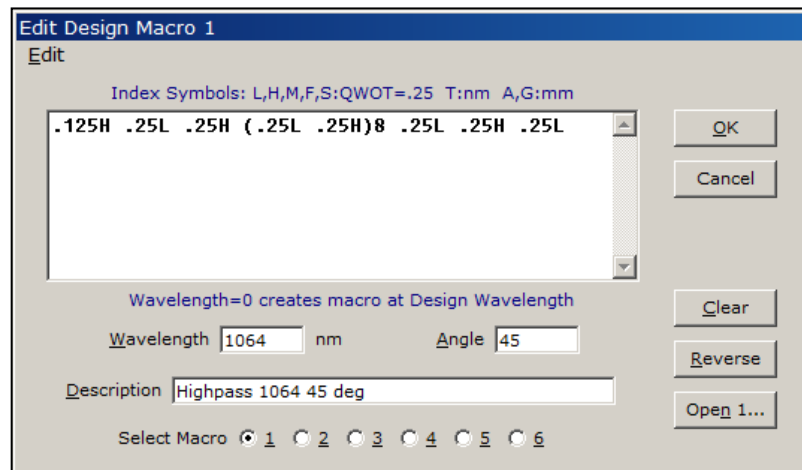 Edit Design Macro 1
Edit
Index Symbols: L,H,M,F,S:QWOT=.25 T:nm A,G:mm
.125H .25L .25H (.25L .25H)8 .25L .25H .25L
OK
Cancel
Wavelength=0 creates macro at Design Wavelength
Clear
Wavelength 1064 nm Angle 45
Reverse
Description Highpass 1064 45 deg
Open 1...
Select Macro 1 2 3 4 5 6